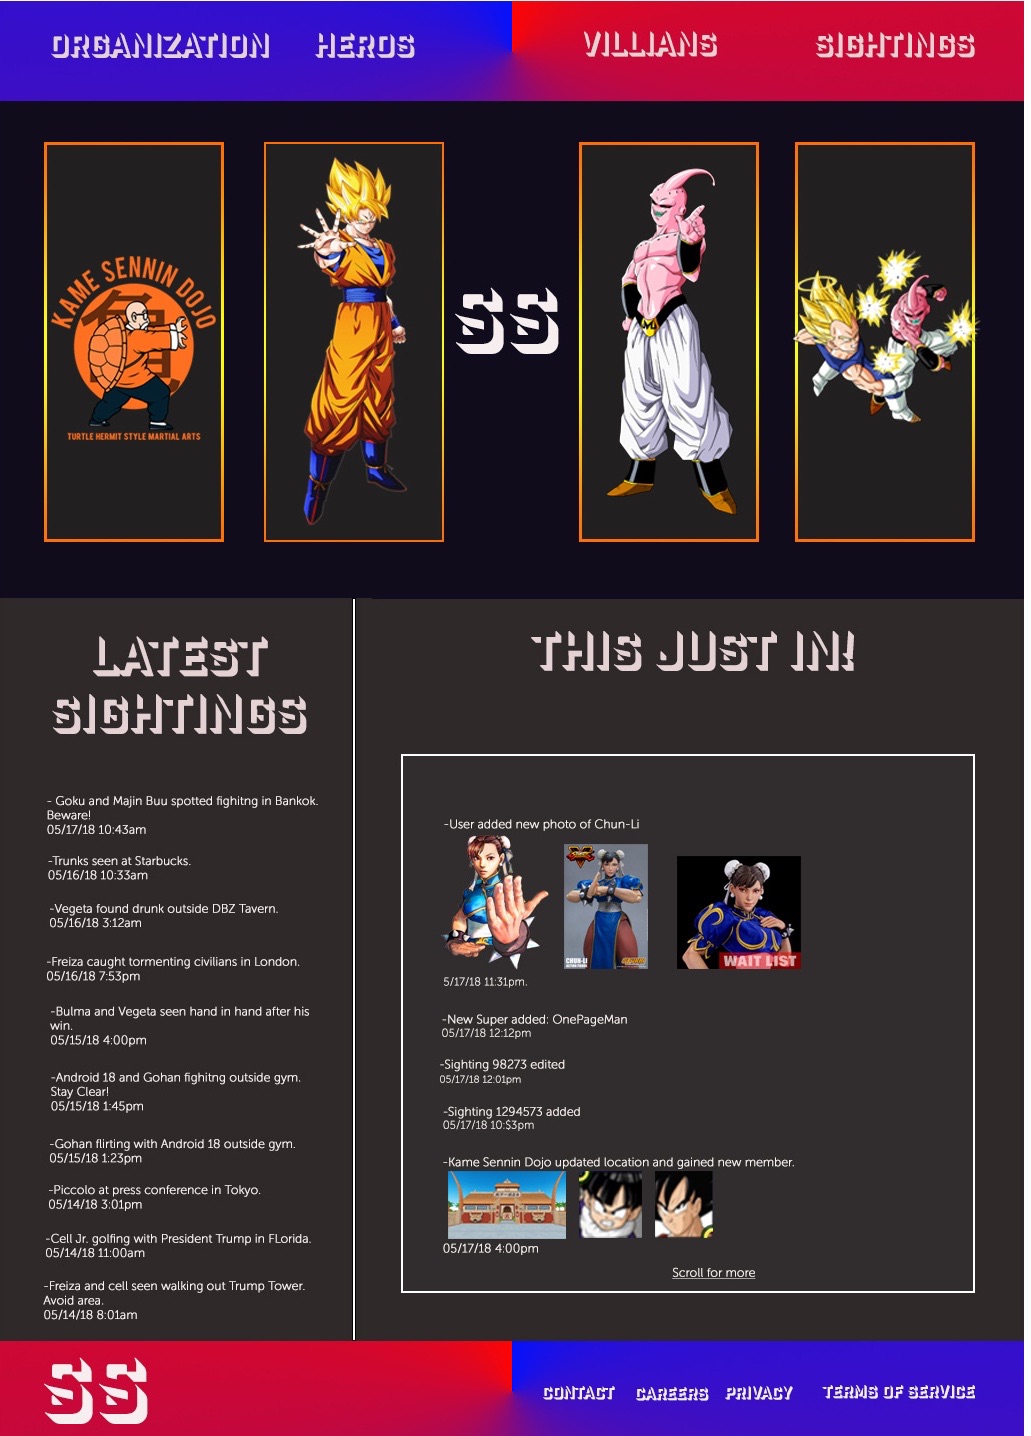 ORGANIZATION HEROS VILLIANS SIGHTINGS
KAME SENNIN DOJO
亀
TURTLE HERMIT STYLE MARTIAL ARTS
SS
M
LATEST
SIGHTINGS
- Goku and Majin Buu spotted fighitng in Bankok.
Beware!
05/17/18 10:43am
-Trunks seen at Starbucks.
05/16/18 10:33am
-Vegeta found drunk outside DBZ Tavern.
05/16/18 3:12am
-Freiza caught tormenting civilians in London.
05/16/18 7:53pm
-Bulma and Vegeta seen hand in hand after his
win.
05/15/18 4:00pm
-Android 18 and Gohan fighitng outside gym.
Stay Clear!
05/15/18 1:45pm
-Gohan flirting with Android 18 outside gym.
05/15/18 1:23pm
-Piccolo at press conference in Tokyo.
05/14/18 3:01pm
-Cell Jr. golfing with President Trump in FLorida.
05/14/18 11:00am
-Freiza and cell seen walking out Trump Tower.
Avoid area.
05/14/18 8:01am
THIS JUST IN!
-User added new photo of Chun-Li
CHUN-LI
WAIT LIST
5/17/18 11:31pm.
-New Super added: OnePageMan
05/17/18 12:12pm
-Sighting 98273 edited
05/17/18 12:01pm
-Sighting 1294573 added
05/17/18 10:$3pm
-Kame Sennin Dojo updated location and gained new member.
05/17/18 4:00pm
Scroll for more
SS
CONTACT CAREERS PRIVACY TERMS OF SERVICE